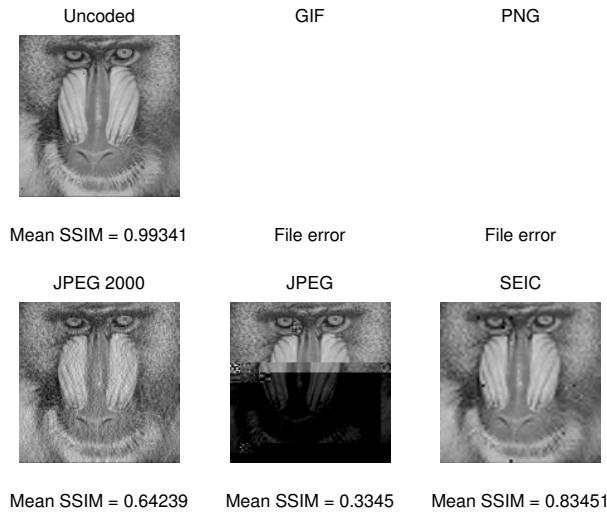 Uncoded GIF PNG
Mean SSIM = 0.99341 File error File error
JPEG 2000 JPEG SEIC
Mean SSIM = 0.64239 Mean SSIM = 0.3345 Mean SSIM = 0.83451